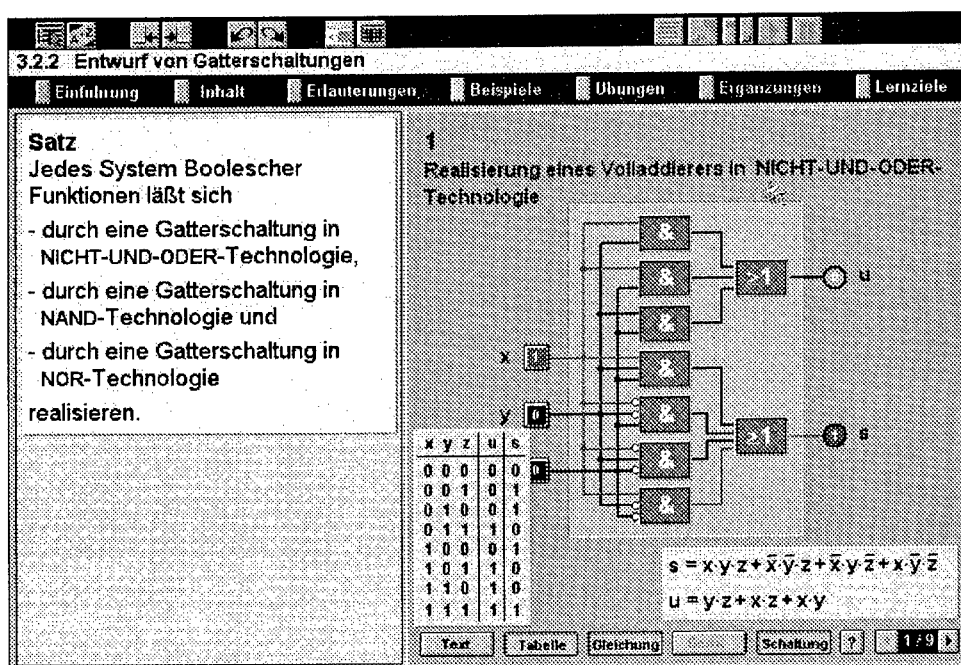 3.2.2 Entwurf von Gatterschaltungen
Einführung Inhalt Erläuterungen Beispiele Übungen Ergänzungen Lernziele
Satz
Jedes System Boolescher
Funktionen läßt sich
- durch eine Gatterschaltung in
NICHT-UND-ODER-Technologie,
- durch eine Gatterschaltung in
NAND-Technologie und
- durch eine Gatterschaltung in
NOR-Technologie
realisieren.
1
Realisierung eines Volladdierers in NICHT-UND-ODER-
Technologie
&
&
&
&
&
&
&
>1
>1
u
s
x 1
y 0
0
x y z u s
0 0 0 0 0
0 0 1 0 1
0 1 0 0 1
0 1 1 1 0
1 0 0 0 1
1 0 1 1 0
1 1 0 1 0
1 1 1 1 1
s = x·y·z + x̄·ȳ·z + x̄·y·z̄ + x·ȳ·z̄
u = y·z + x·z + x·y
Text Tabelle Gleichung Schaltung ? 1 / 9